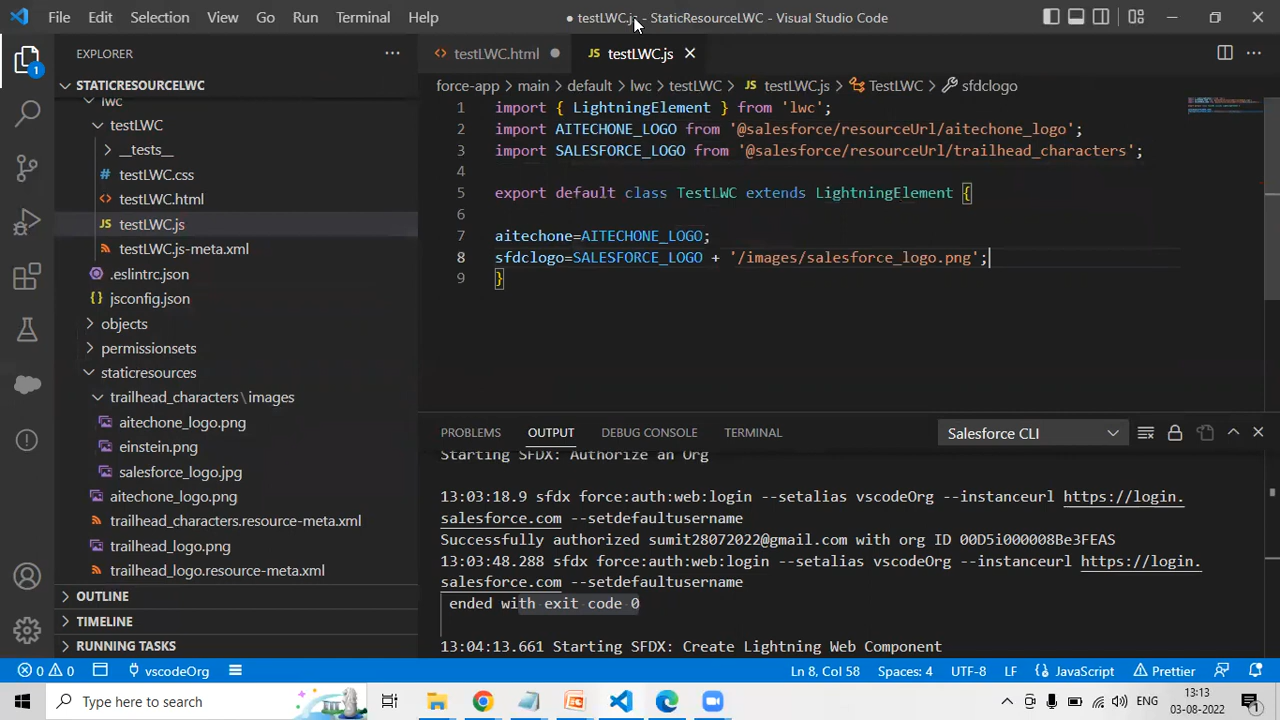 File Edit Selection View Go Run Terminal Help
● testLWC.js - StaticResourceLWC - Visual Studio Code
EXPLORER
testLWC.html
JS testLWC.js
1
STATICRESOURCELWC
force-app > main > default > lwc > testLWC > JS testLWC.js > TestLWC > sfdclogo
lwc
testLWC
__tests__
testLWC.css
testLWC.html
JS testLWC.js
testLWC.js-meta.xml
.eslintrc.json
jsconfig.json
objects
permissionsets
staticresources
trailhead_characters\images
aitechone_logo.png
einstein.png
salesforce_logo.jpg
aitechone_logo.png
trailhead_characters.resource-meta.xml
trailhead_logo.png
trailhead_logo.resource-meta.xml
OUTLINE
TIMELINE
RUNNING TASKS
1 import { LightningElement } from 'lwc';
2 import AITECHONE_LOGO from '@salesforce/resourceUrl/aitechone_logo';
3 import SALESFORCE_LOGO from '@salesforce/resourceUrl/trailhead_characters';
4
5 export default class TestLWC extends LightningElement {
6
7 aitechone=AITECHONE_LOGO;
8 sfdclogo=SALESFORCE_LOGO + '/images/salesforce_logo.png';
9 }
PROBLEMS OUTPUT DEBUG CONSOLE TERMINAL
Salesforce CLI
Starting SFDX: Authorize an Org
13:03:18.9 sfdx force:auth:web:login --setalias vscodeOrg --instanceurl https://login.
salesforce.com --setdefaultusername
Successfully authorized sumit28072022@gmail.com with org ID 00D5i000008Be3FEAS
13:03:48.288 sfdx force:auth:web:login --setalias vscodeOrg --instanceurl https://login.
salesforce.com --setdefaultusername
ended with exit code 0
13:04:13.661 Starting SFDX: Create Lightning Web Component
0 0 vscodeOrg
Ln 8, Col 58 Spaces: 4 UTF-8 LF JavaScript Prettier
Type here to search
ENG
13:13
03-08-2022
1